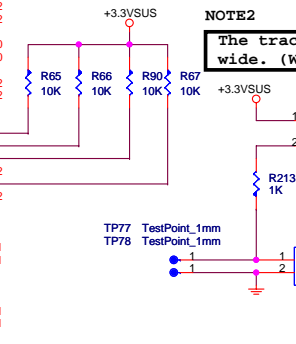 +3.3VSUS
NOTE2
The trac
wide. (W
R65 R66 R90 R67
10K 10K 10K 10K
+3.3VSUS
1
2
R213
1K
TP77 TestPoint_1mm
TP78 TestPoint_1mm
1 1
1 2